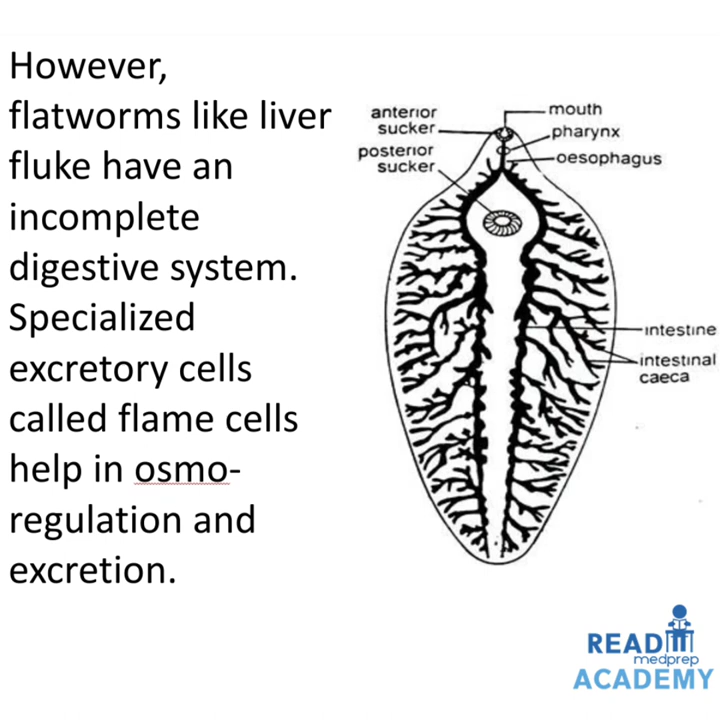 However,
flatworms like liver
fluke have an
incomplete
digestive system.
Specialized
excretory cells
called flame cells
help in osmo-
regulation and
excretion.
anterior
sucker
posterior
sucker
mouth
pharynx
oesophagus
intestine
intestinal
caeca
READ
medprep
ACADEMY